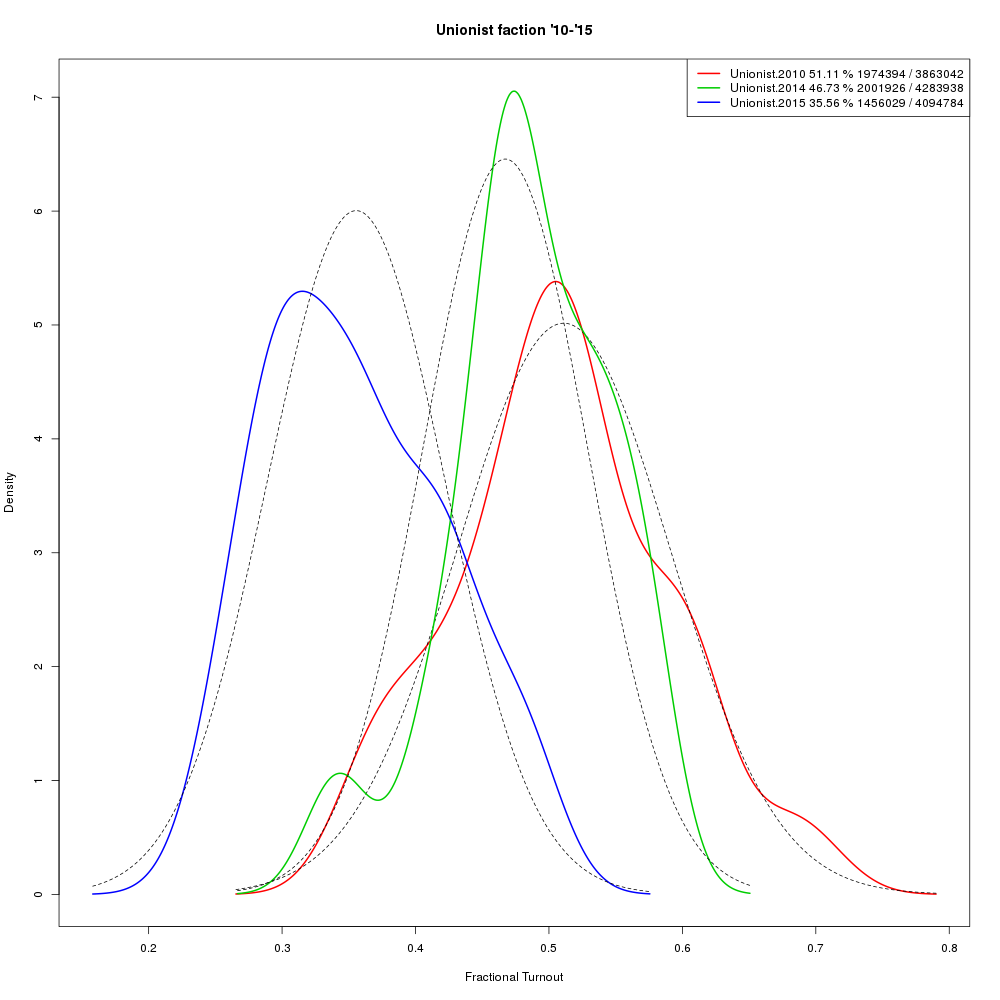 Unionist faction '10-'15
Unionist.2010 51.11 % 1974394 / 3863042
Unionist.2014 46.73 % 2001926 / 4283938
Unionist.2015 35.56 % 1456029 / 4094784
7
6
5
4
3
2
1
0
Density
0.2 0.3 0.4 0.5 0.6 0.7 0.8
Fractional Turnout